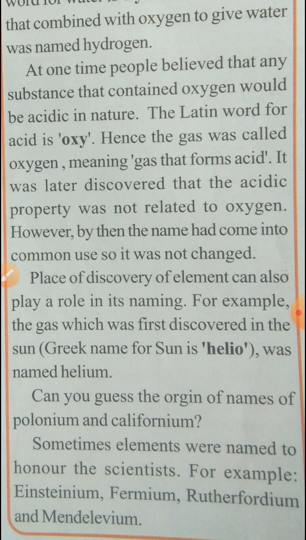 word for water is
that combined with oxygen to give water
was named hydrogen.
At one time people believed that any
substance that contained oxygen would
be acidic in nature. The Latin word for
acid is 'oxy'. Hence the gas was called
oxygen , meaning 'gas that forms acid'. It
was later discovered that the acidic
property was not related to oxygen.
However, by then the name had come into
common use so it was not changed.
Place of discovery of element can also
play a role in its naming. For example,
the gas which was first discovered in the
sun (Greek name for Sun is 'helio'), was
named helium.
Can you guess the orgin of names of
polonium and californium?
Sometimes elements were named to
honour the scientists. For example:
Einsteinium, Fermium, Rutherfordium
and Mendelevium.